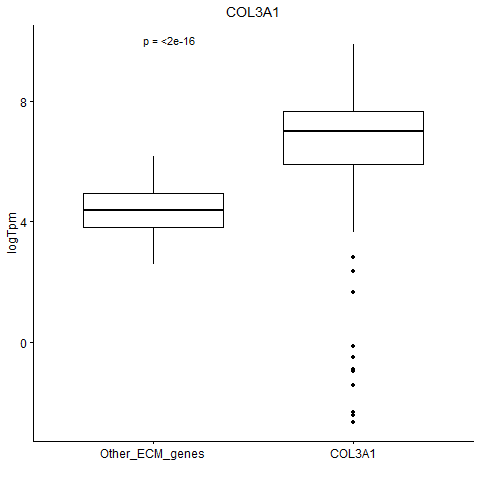 COL3A1
p = <2e-16
8
4
0
logTpm
Other_ECM_genes
COL3A1